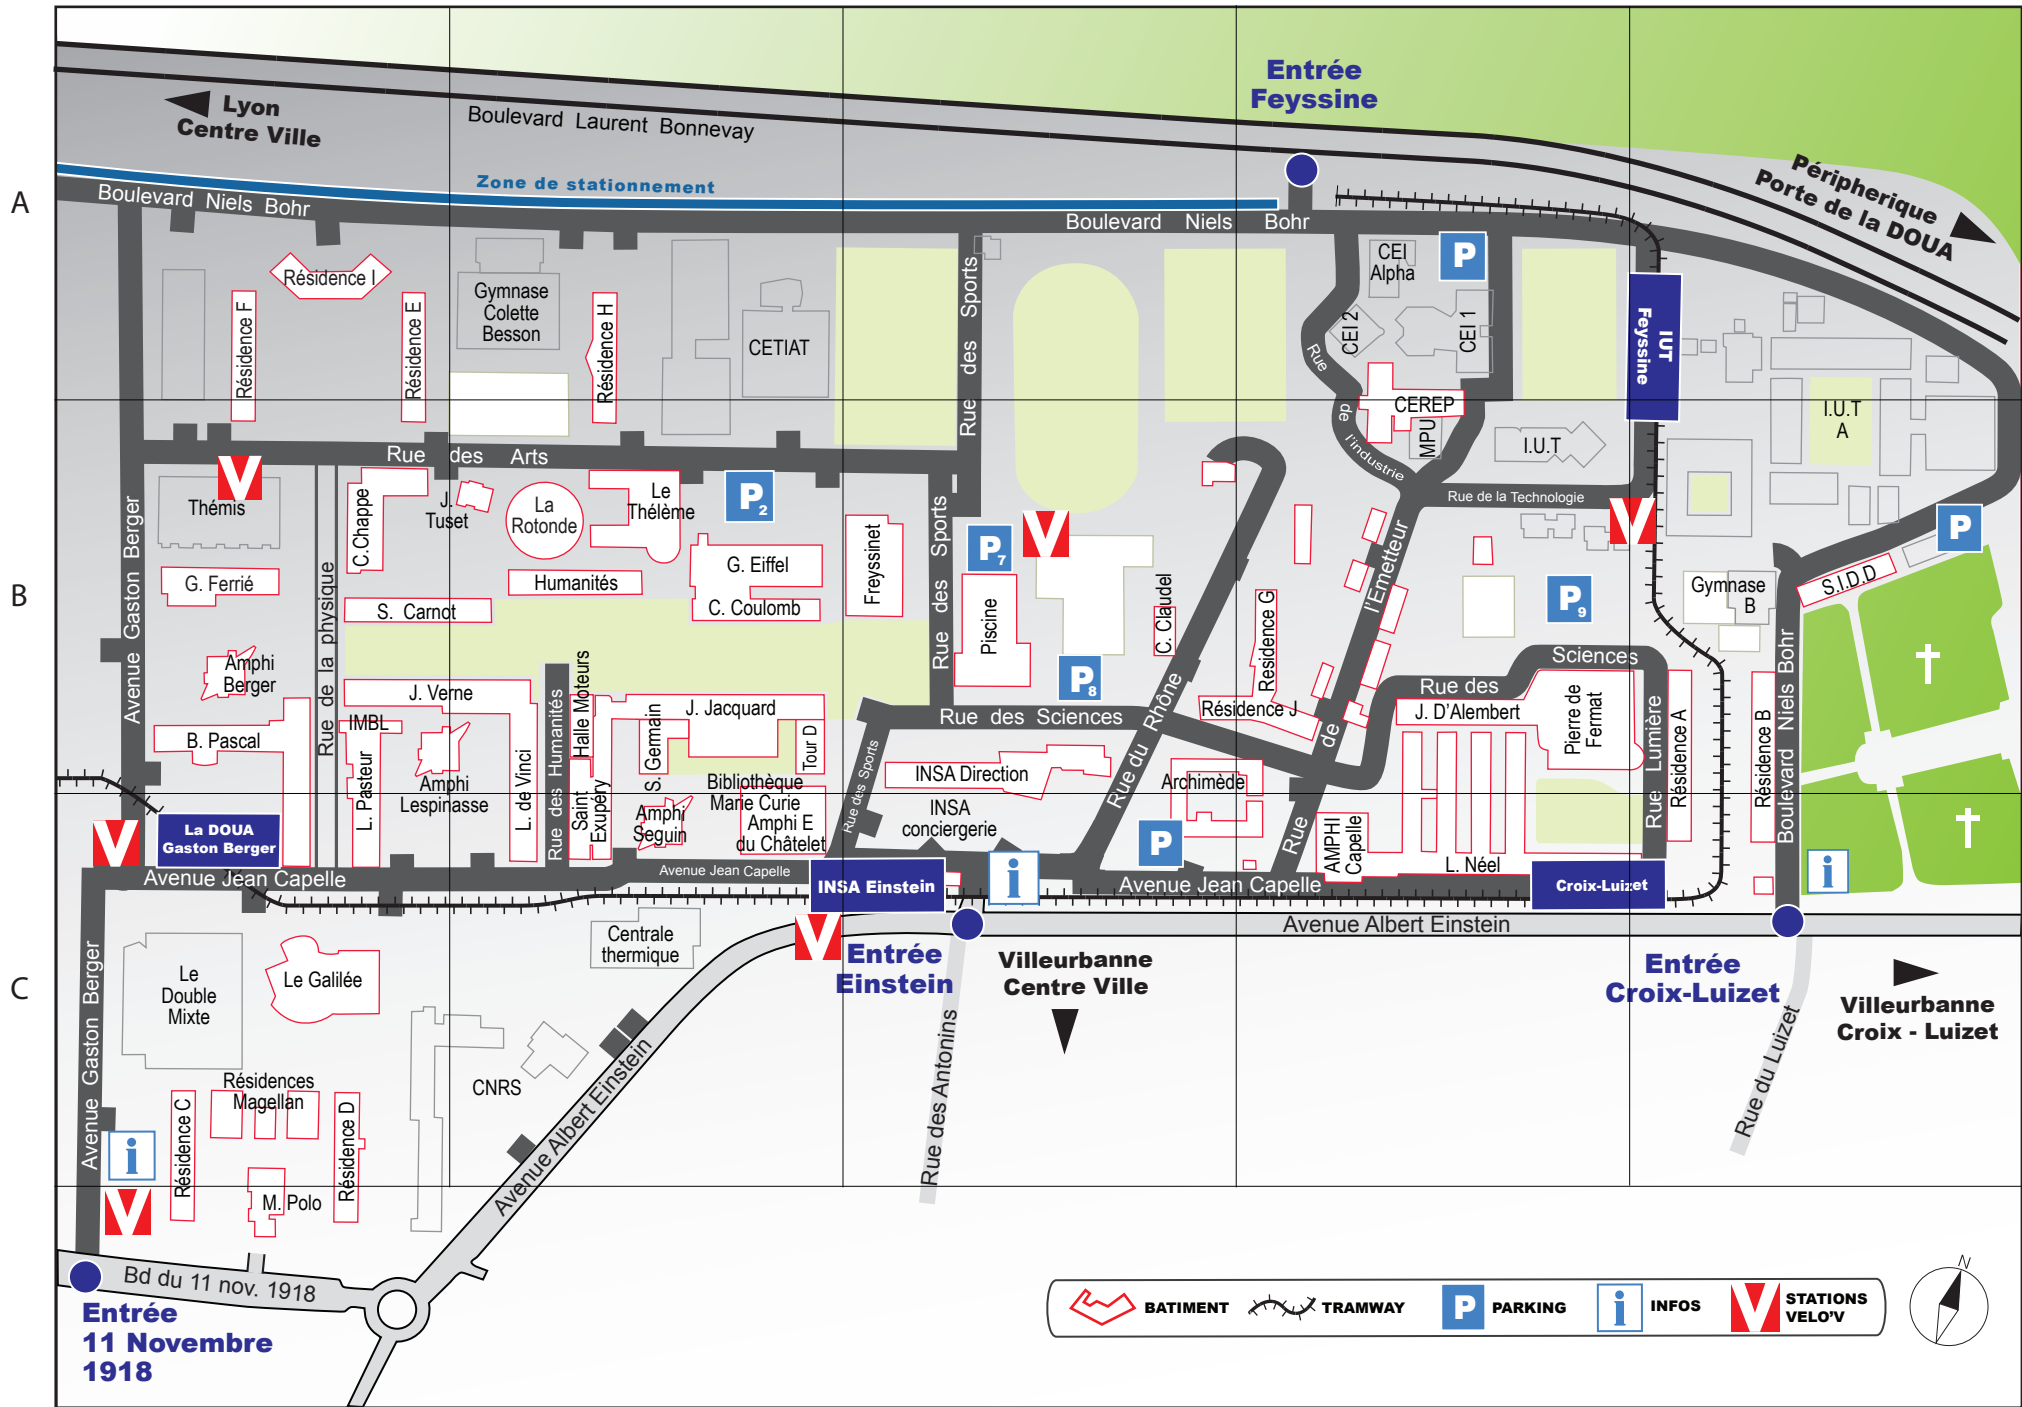 Entrée
Feyssine
Lyon
Centre Ville
Boulevard Laurent Bonnevay
Péripherique
Porte de la DOUA
A
Zone de stationnement
Boulevard Niels Bohr
Boulevard Niels Bohr
Résidence I
Résidence F
Résidence E
Gymnase
Colette
Besson
Résidence H
CETIAT
Rue des Sports
CEI
Alpha
P
CEI 2
CEI 1
Rue
de
l'industrie
CEREP
MPU
IUT
Feyssine
I.U.T
I.U.T
A
Rue des Arts
V
Thémis
C.Chappe
J.
Tuset
La
Rotonde
Le
Thélème
P2
Freyssinet
Rue des Sports
P7
V
Rue de la Technologie
V
P
B
Avenue Gaston Berger
G. Ferrié
Rue de la physique
S. Carnot
Humanités
G. Eiffel
C. Coulomb
Piscine
P8
C. Claudel
Residence G
Rue de l'Emetteur
P9
Gymnase
B
S.I.D.D
Amphi
Berger
J. Verne
Halle Moteurs
S. Germain
J. Jacquard
Tour D
Rue des Sciences
Rue du Rhône
Résidence J
Rue des
Sciences
J. D'Alembert
Pierre de
Fermat
Rue Lumière
Résidence A
Résidence B
Boulevard Niels Bohr
B. Pascal
IMBL
L. Pasteur
Amphi
Lespinasse
L. de Vinci
Rue des Humanités
Saint
Exupéry
Amphi
Seguin
Bibliothèque
Marie Curie
Amphi E
du Châtelet
Rue des Sports
INSA Direction
INSA
conciergerie
Archimède
P
AMPHI
Capelle
L. Néel
V
La DOUA
Gaston Berger
Avenue Jean Capelle
Avenue Jean Capelle
INSA Einstein
i
Avenue Jean Capelle
Croix-Luizet
i
Avenue Albert Einstein
V
Entrée
Einstein
Villeurbanne
Centre Ville
Entrée
Croix-Luizet
Villeurbanne
Croix - Luizet
C
Avenue Gaston Berger
Le
Double
Mixte
Le Galilée
Centrale
thermique
CNRS
Avenue Albert Einstein
Rue des Antonins
Rue du Luizet
Résidences
Magellan
Résidence C
Résidence D
M. Polo
i
V
Bd du 11 nov. 1918
Entrée
11 Novembre
1918
BATIMENT
TRAMWAY
P PARKING
i INFOS
V STATIONS
VELO'V
N